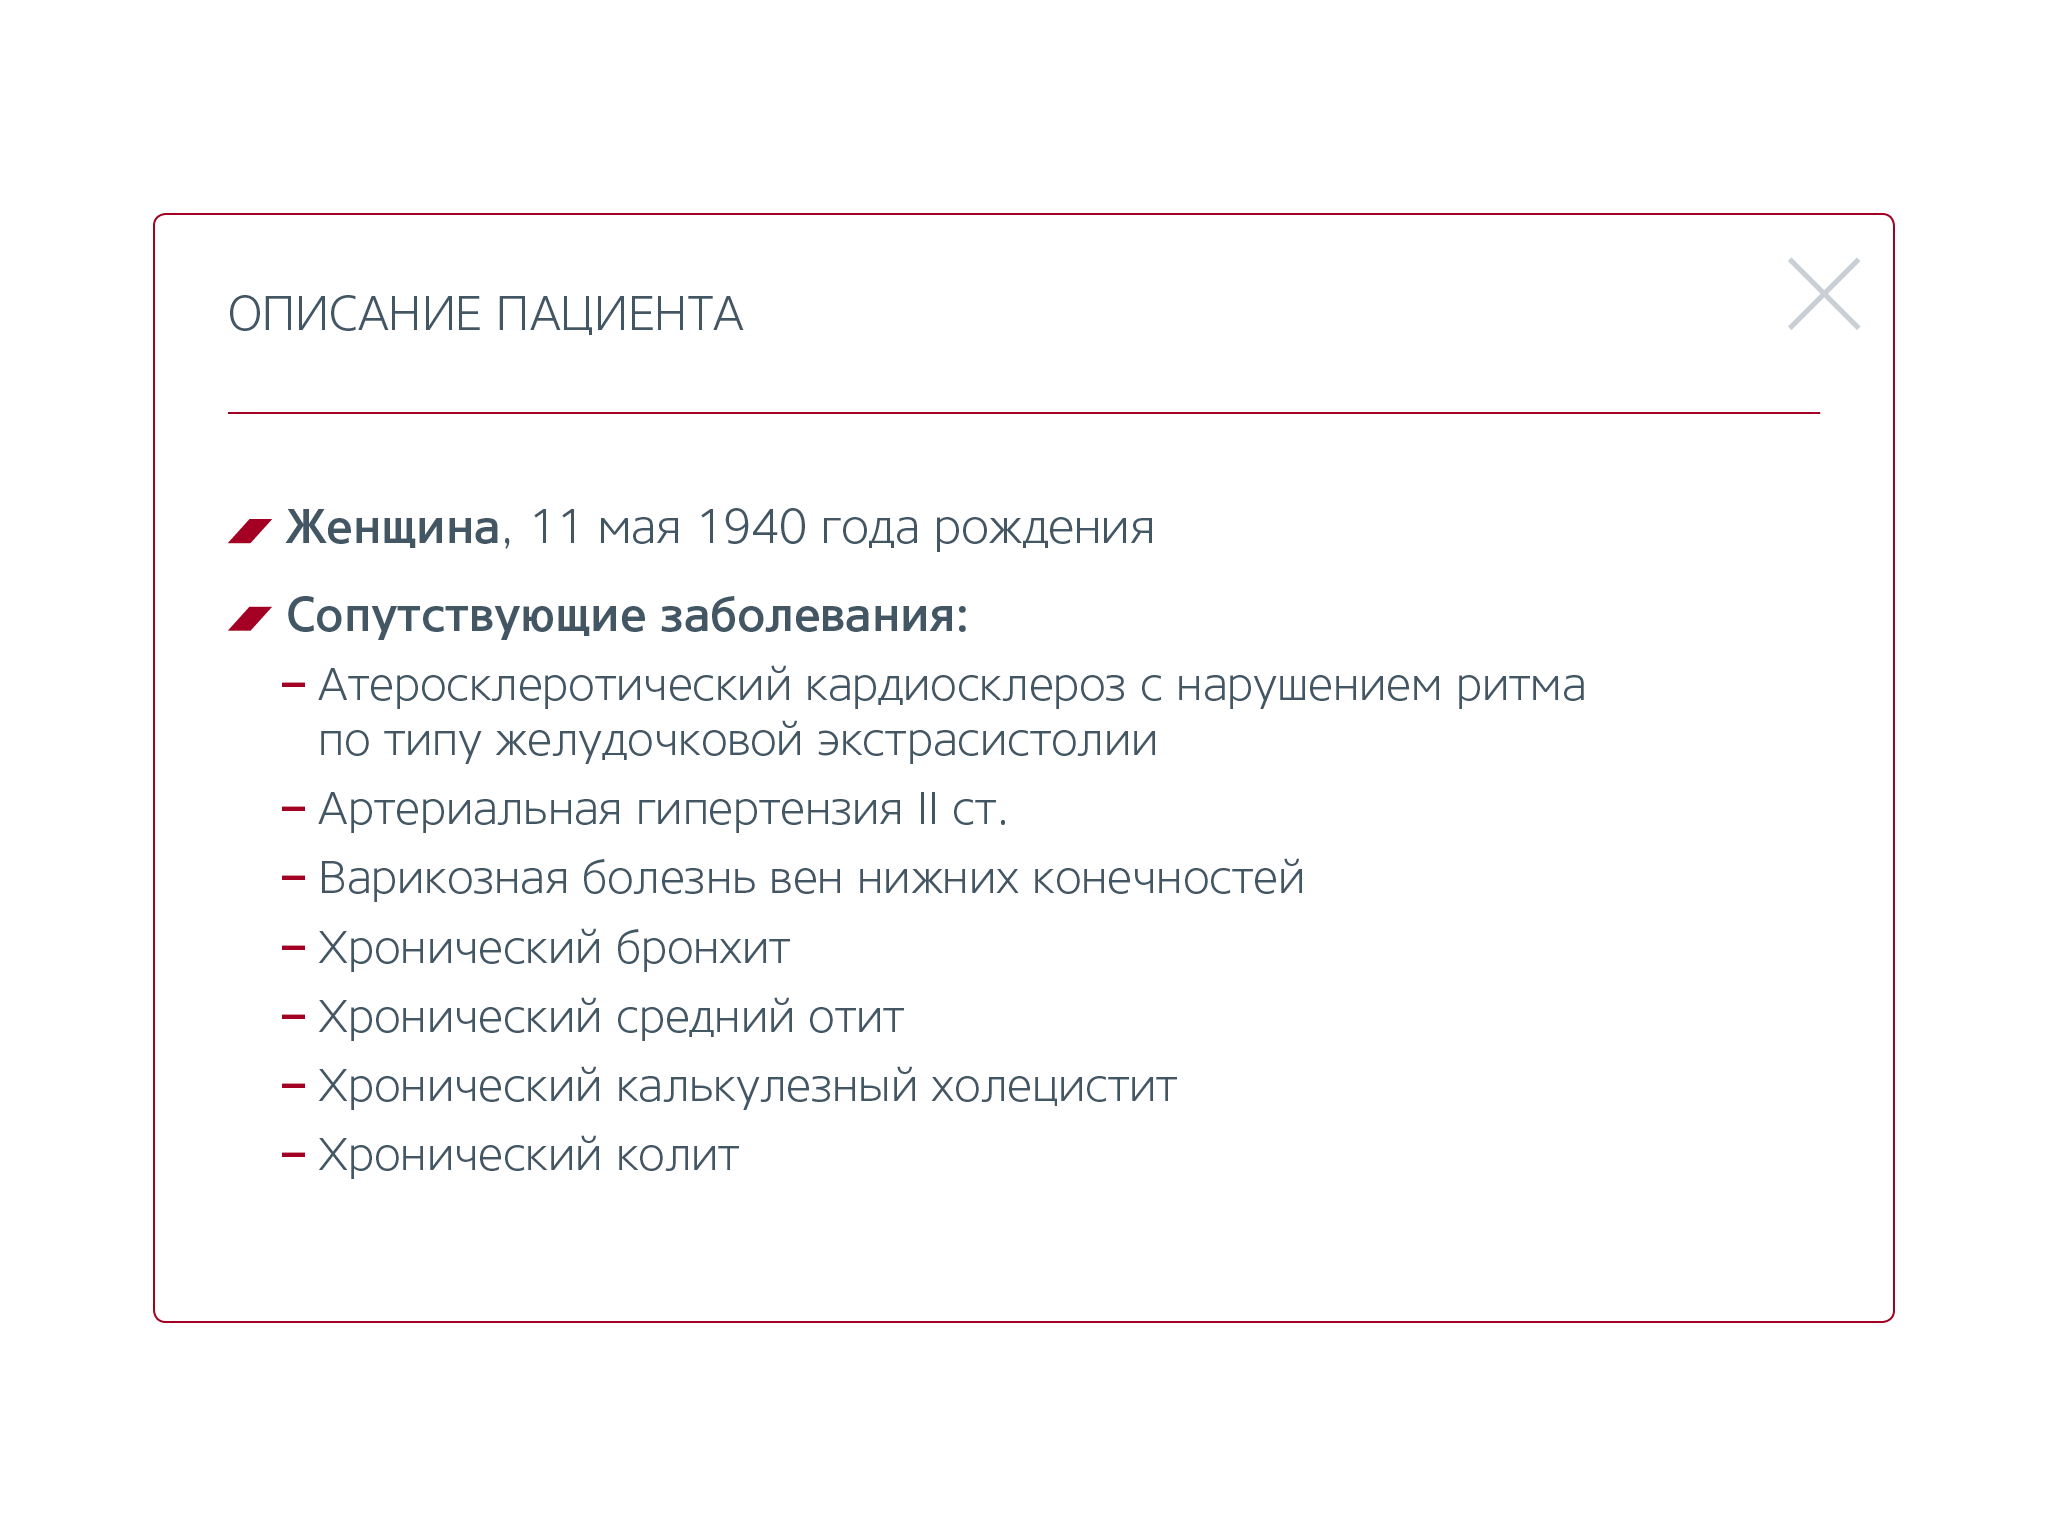 ОПИСАНИЕ ПАЦИЕНТА
Женщина, 11 мая 1940 года рождения
Сопутствующие заболевания:
– Атеросклеротический кардиосклероз с нарушением ритма
по типу желудочковой экстрасистолии
– Артериальная гипертензия II ст.
– Варикозная болезнь вен нижних конечностей
– Хронический бронхит
– Хронический средний отит
– Хронический калькулезный холецистит
– Хронический колит